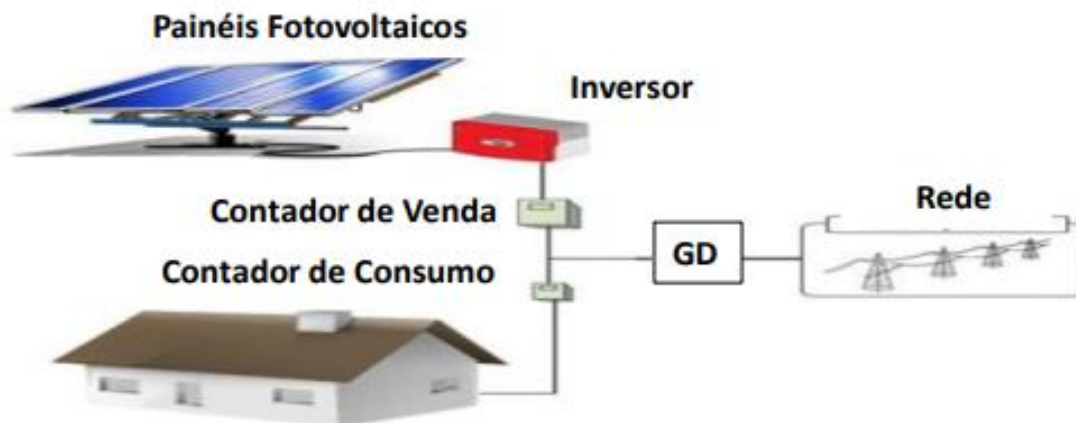 Painéis Fotovoltaicos
Inversor
Contador de Venda
Rede
GD
Contador de Consumo